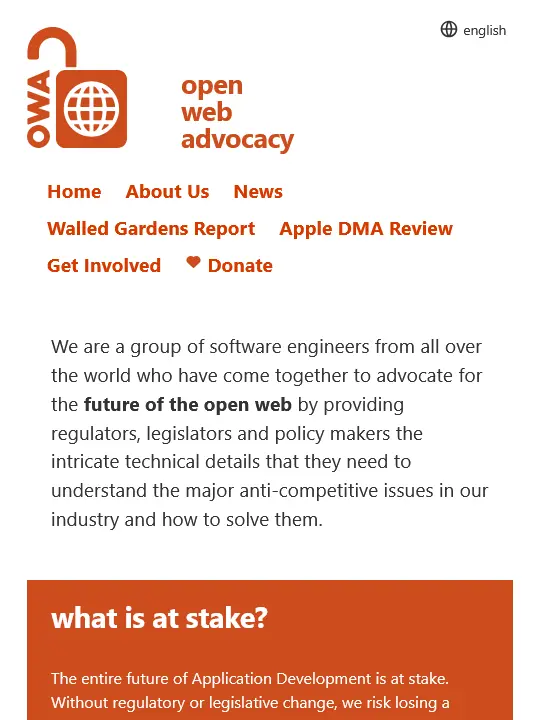 english
OWA
open
web
advocacy
Home About Us News
Walled Gardens Report Apple DMA Review
Get Involved Donate
We are a group of software engineers from all over
the world who have come together to advocate for
the future of the open web by providing
regulators, legislators and policy makers the
intricate technical details that they need to
understand the major anti-competitive issues in our
industry and how to solve them.
what is at stake?
The entire future of Application Development is at stake.
Without regulatory or legislative change, we risk losing a